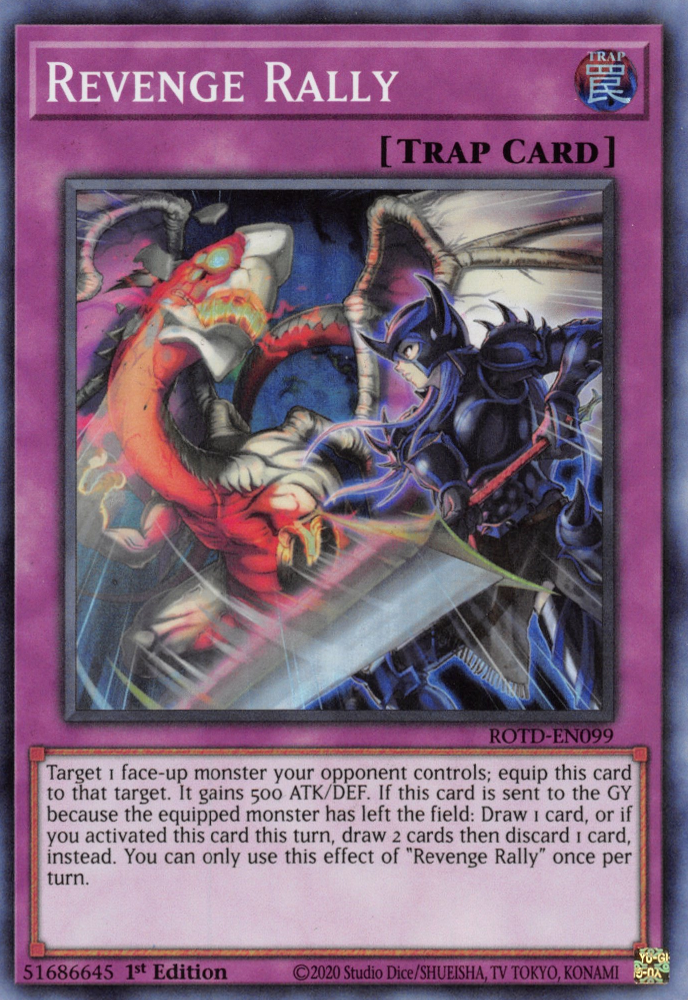 Revenge Rally
TRAP
罠
[Trap Card]
ROTD-EN099
Target 1 face-up monster your opponent controls; equip this card
to that target. It gains 500 ATK/DEF. If this card is sent to the GY
because the equipped monster has left the field: Draw 1 card, or if
you activated this card this turn, draw 2 cards then discard 1 card,
instead. You can only use this effect of "Revenge Rally" once per
turn.
51686645 1st Edition
©2020 Studio Dice/SHUEISHA, TV TOKYO, KONAMI